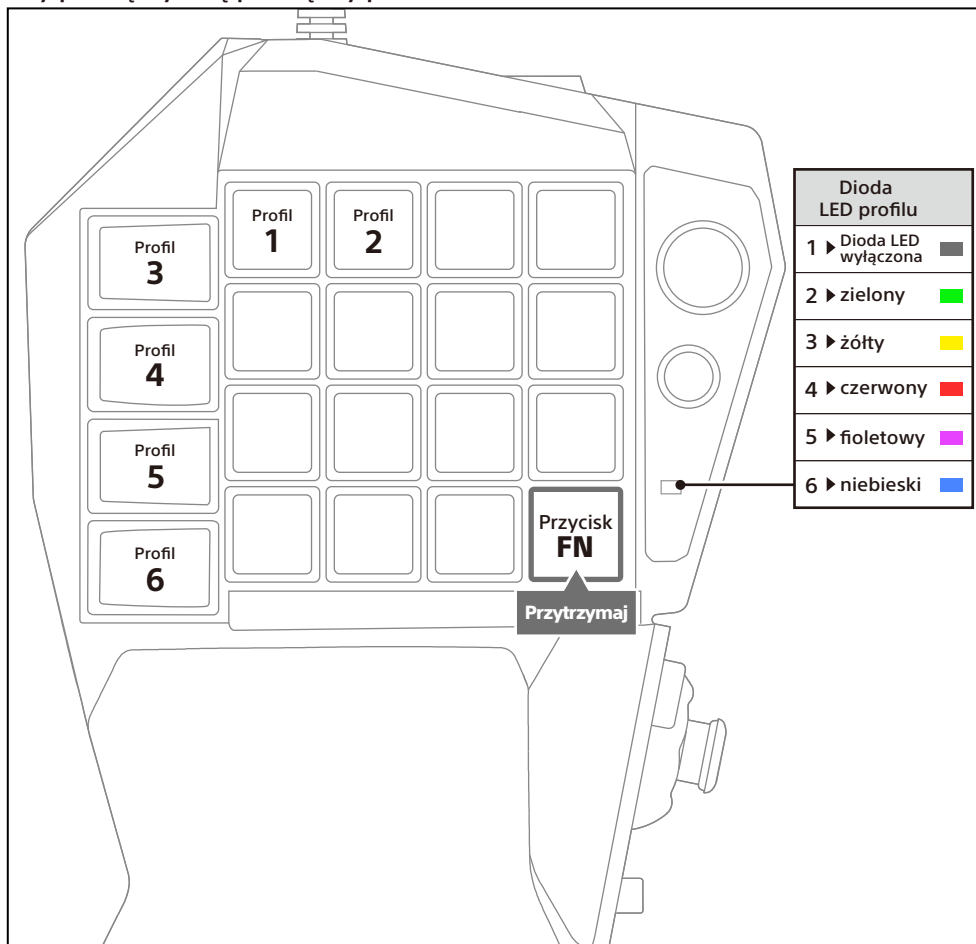 Profil
1
Profil
2
Profil
3
Profil
4
Profil
5
Profil
6
Przycisk
FN
Przytrzymaj
Dioda
LED profilu
1 ▶ Dioda LED
wyłączona
2 ▶ zielony
3 ▶ żółty
4 ▶ czerwony
5 ▶ fioletowy
6 ▶ niebieski